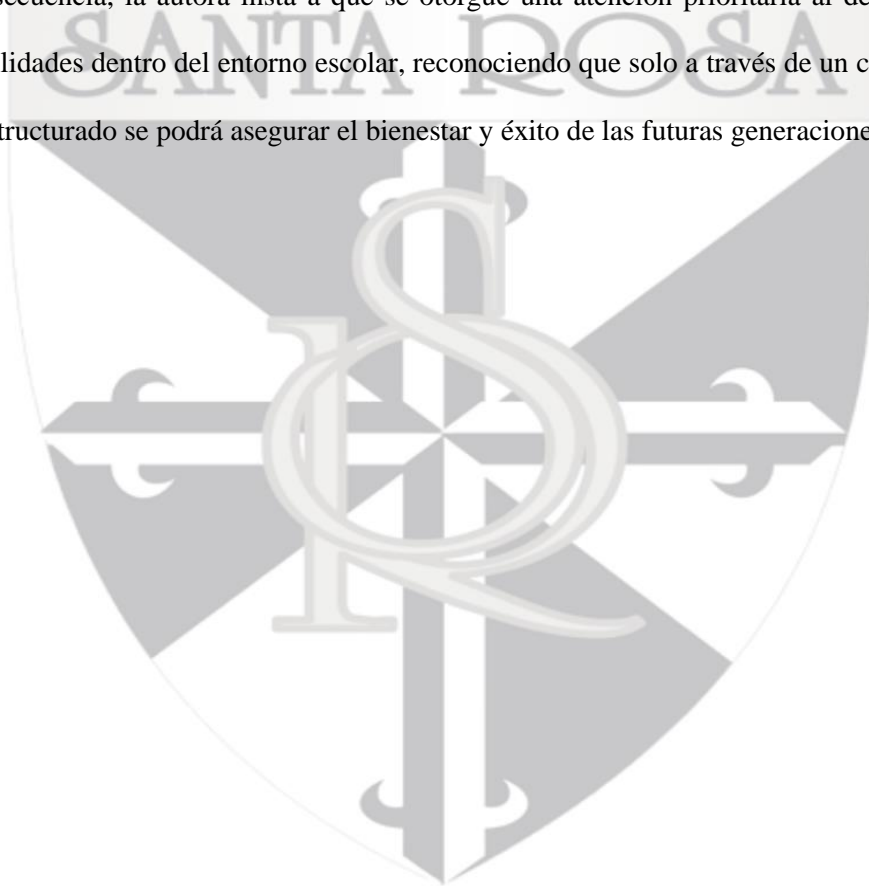 secuencia, la autora insta a que se otorgue una atención prioritaria al de
SANTA ROSA
lidades dentro del entorno escolar, reconociendo que solo a través de un c
tructurado se podrá asegurar el bienestar y éxito de las futuras generacione